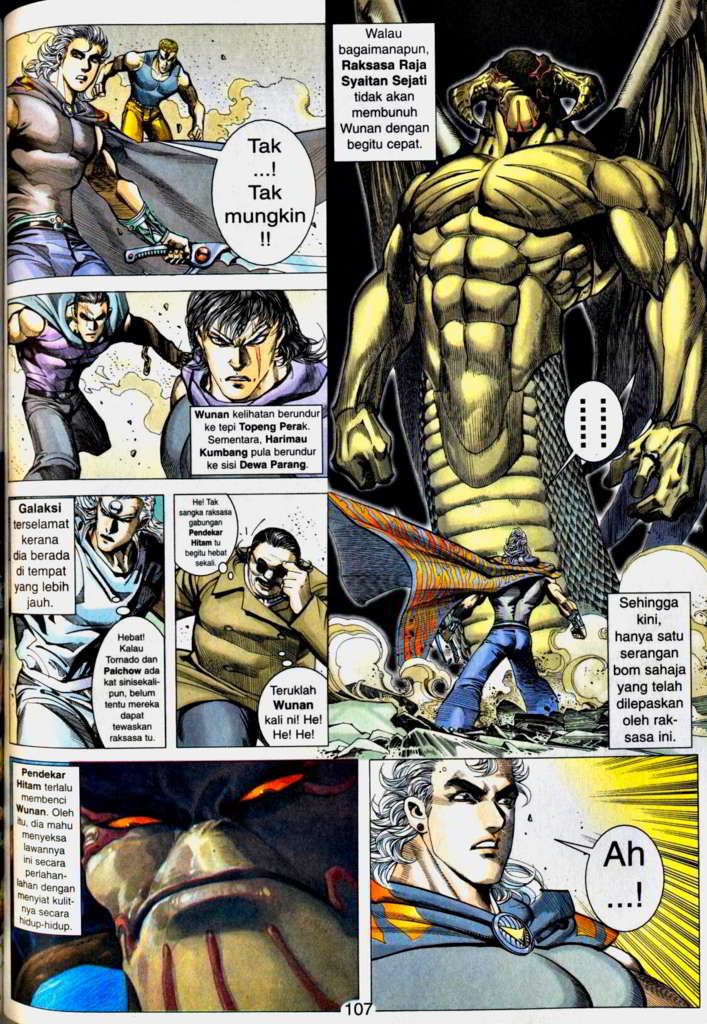 Tak
...!
Tak
mungkin
!!
Wunan kelihatan berundur
ke tepi Topeng Perak.
Sementara, Harimau
Kumbang pula berundur
ke sisi Dewa Parang.
Galaksi
terselamat
kerana
dia berada
di tempat
yang lebih
jauh.
Hebat!
Kalau
Tornado dan
Paichow ada
kat sinisekali-
pun, belum
tentu mereka
dapat
tewaskan
raksasa tu.
He! Tak
sangka raksasa
gabungan
Pendekar
Hitam tu
begitu hebat
sekali.
Teruklah
Wunan
kali ni! He!
He! He!
Walau
bagaimanapun,
Raksasa Raja
Syaitan Sejati
tidak akan
membunuh
Wunan dengan
begitu cepat.
Sehingga
kini,
hanya satu
serangan
bom sahaja
yang telah
dilepaskan
oleh rak-
sasa ini.
Pendekar
Hitam terlalu
membenci
Wunan. Oleh
itu, dia mahu
menyeksa
lawannya
ini secara
perlahan-
lahan dengan
menyiat kulit-
nya secara
hidup-hidup.
Ah
...!
107